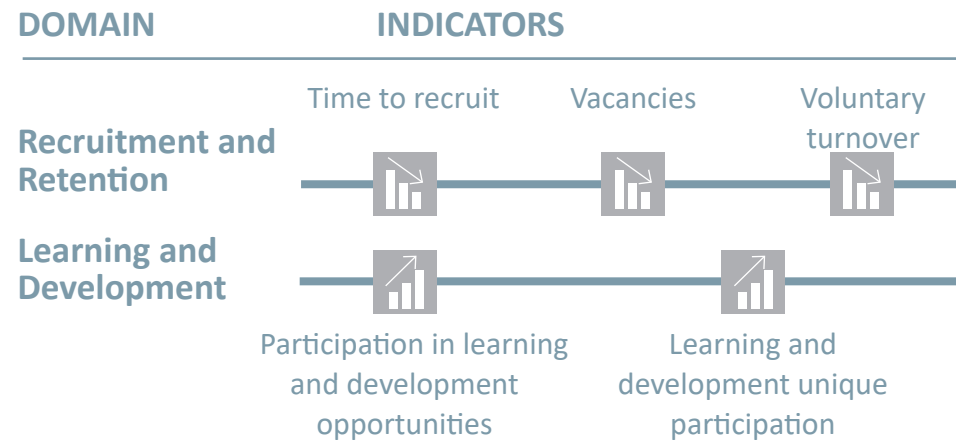 DOMAIN INDICATORS
Time to recruit Vacancies Voluntary
turnover
Recruitment and
Retention
Learning and
Development
Participation in learning
and development
opportunities
Learning and
development unique
participation